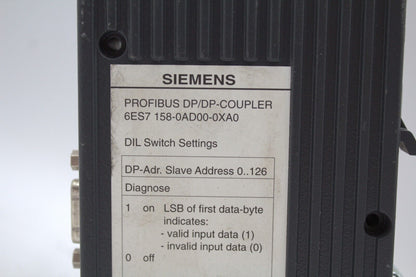 SIEMENS
PROFIBUS DP/DP-COUPLER
6ES7 158-0AD00-0XA0
DIL Switch Settings
DP-Adr. Slave Address 0..126
Diagnose
1 on LSB of first data-byte
indicates:
- valid input data (1)
- invalid input data (0)
0 off